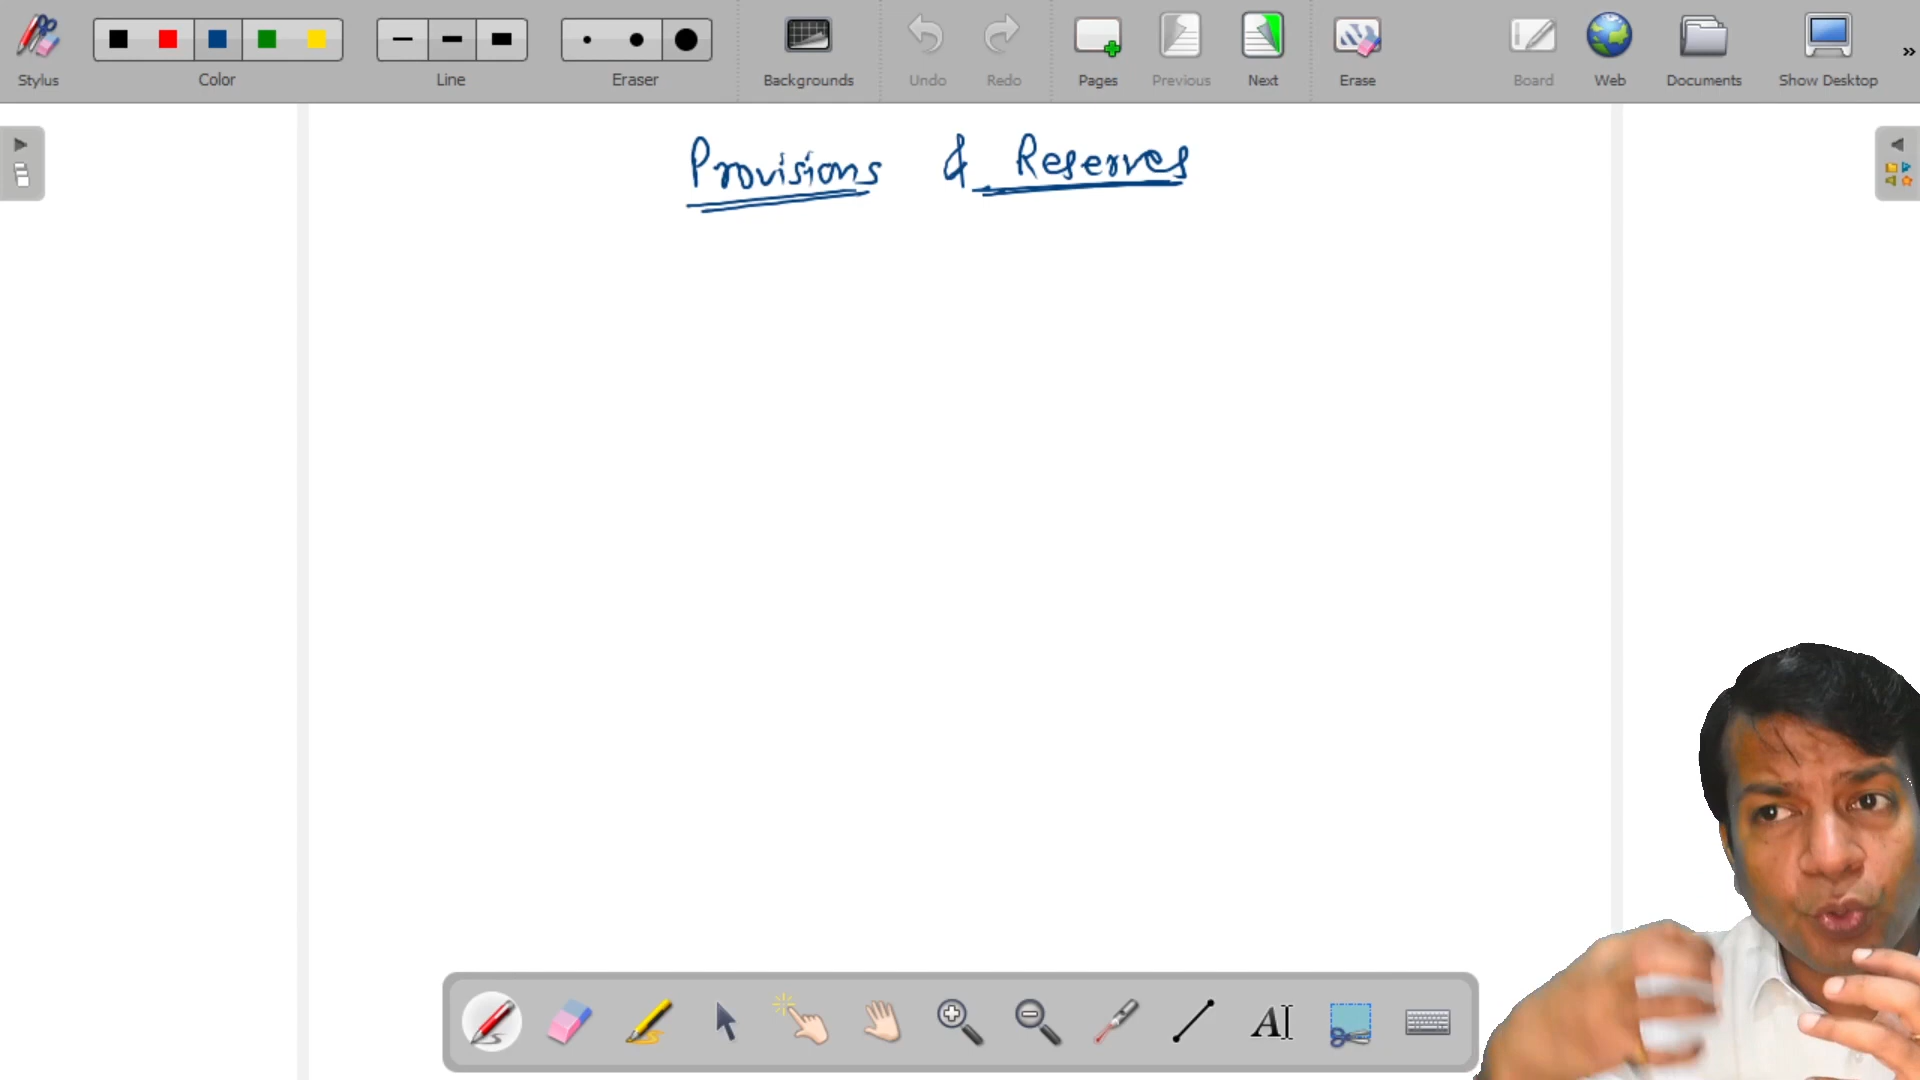 Stylus
Color
Line
Eraser
Backgrounds
Undo
Redo
Pages
Previous
Next
Erase
Board
Web
Documents
Show Desktop
»
Provisions & Reserves
A